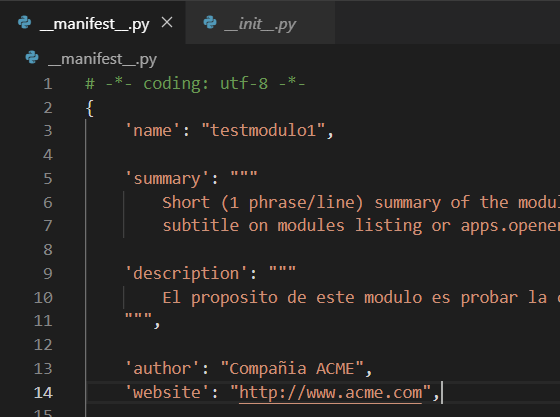 __manifest__.py
__init__.py
__manifest__.py
1 # -*- coding: utf-8 -*-
2 {
3 'name': "testmodulo1",
4
5 'summary': """
6 Short (1 phrase/line) summary of the modul
7 subtitle on modules listing or apps.opene
8
9 'description': """
10 El proposito de este modulo es probar la
11 """,
12
13 'author': "Compañia ACME",
14 'website': "http://www.acme.com",
15